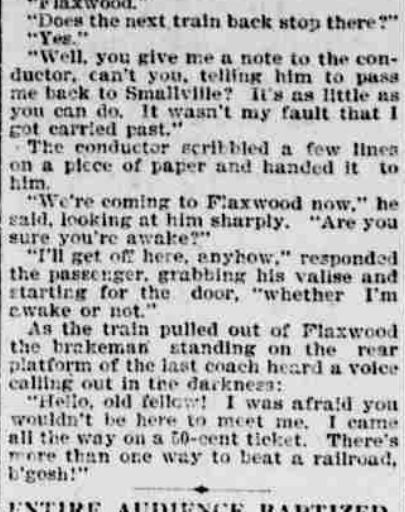 "Flaxwood."
"Does the next train back stop there?"
"Yes."
"Well, you give me a note to the con-
ductor, can't you, telling him to pass
me back to Smallville? It's as little as
you can do. It wasn't my fault that I
got carried past."
The conductor scribbled a few lines
on a piece of paper and handed it to
him.
"We're coming to Flaxwood now," he
said, looking at him sharply. "Are you
sure you're awake?"
"I'll get off here, anyhow," responded
the passenger, grabbing his valise and
starting for the door, "whether I'm
awake or not."
As the train pulled out of Flaxwood
the brakeman standing on the rear
platform of the last coach heard a voice
calling out in the darkness:
"Hello, old fellow! I was afraid you
wouldn't be here to meet me. I came
all the way on a 50-cent ticket. There's
more than one way to beat a railroad,
b'gosh!"
ENTIRE AUDIENCE BAPTIZED